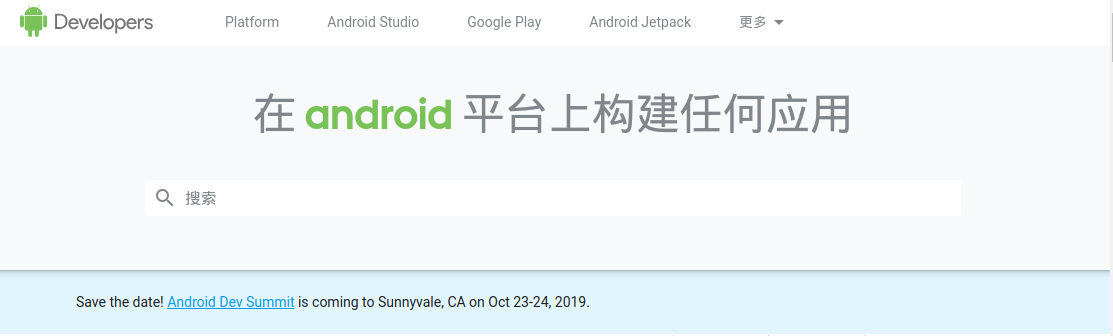 Developers Platform Android Studio Google Play Android Jetpack 更多
在 android 平台上构建任何应用
搜索
Save the date! Android Dev Summit is coming to Sunnyvale, CA on Oct 23-24, 2019.